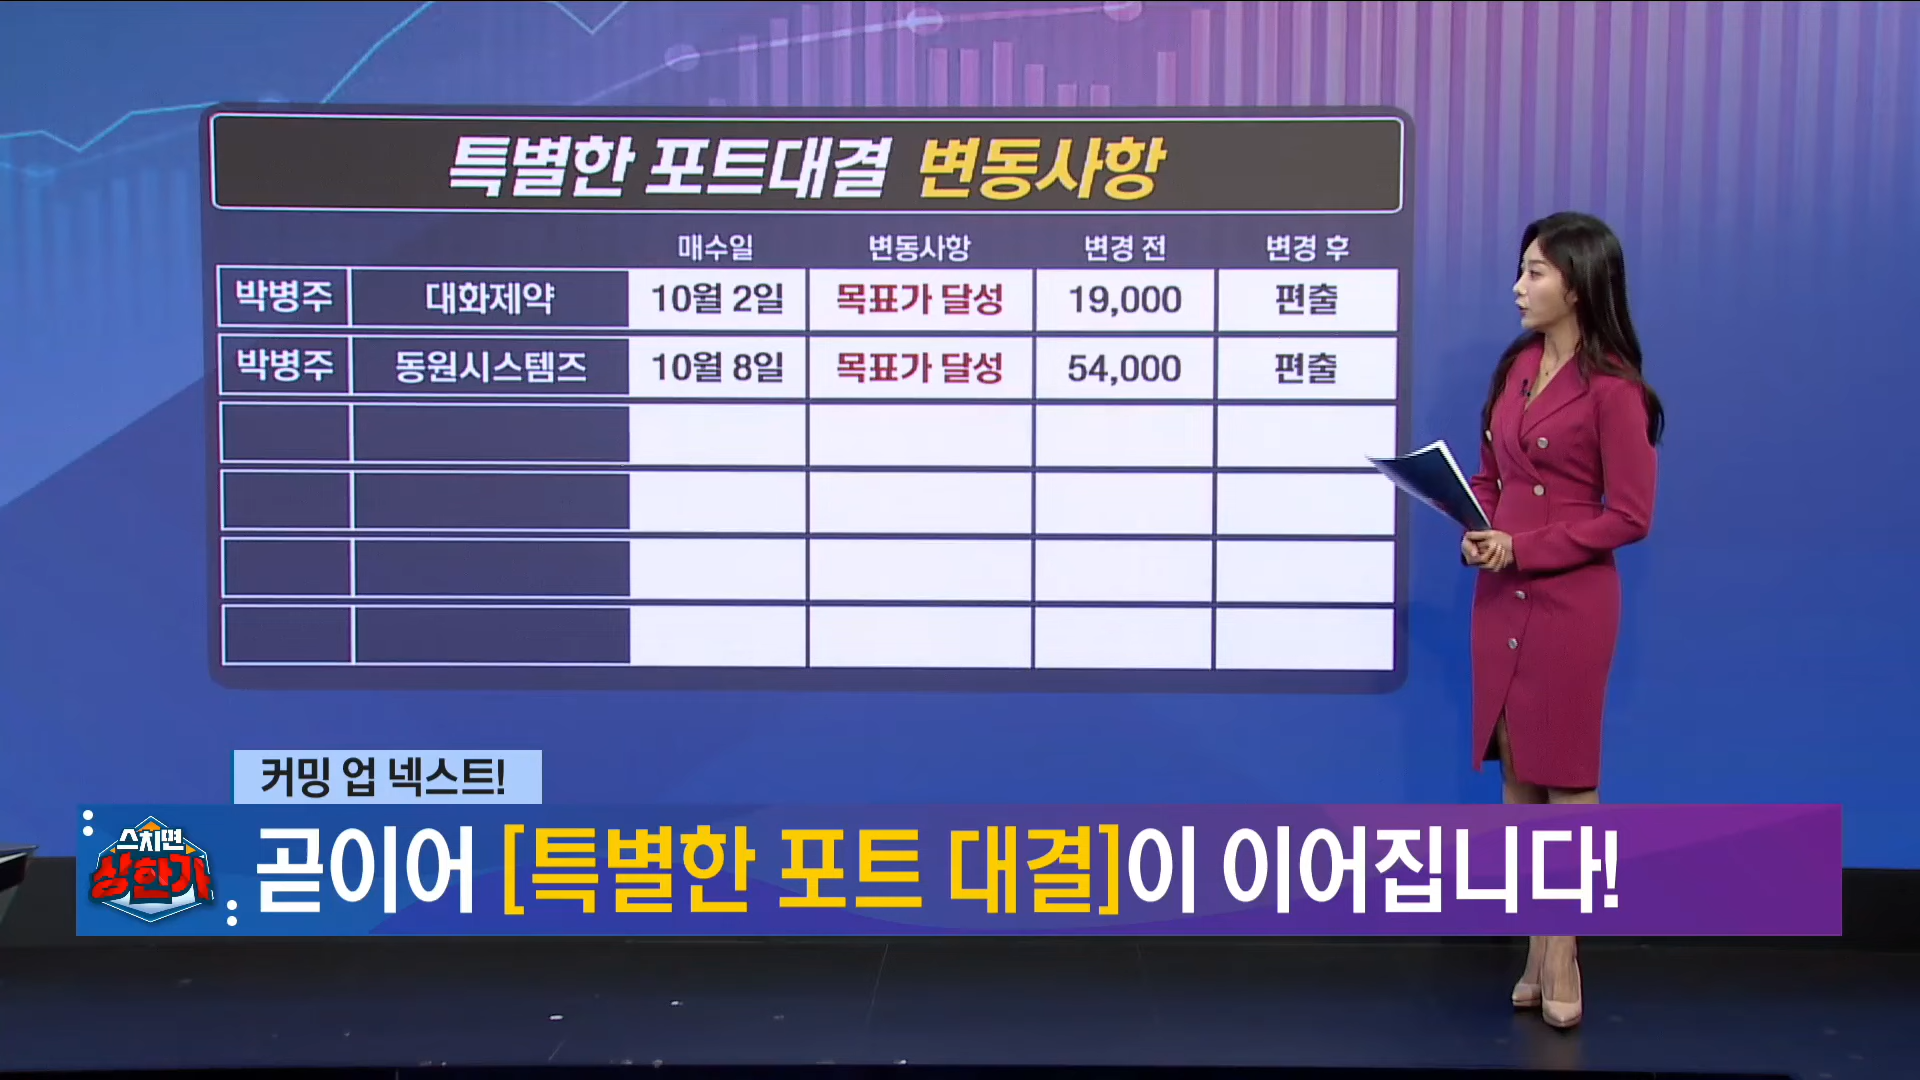 특별한 포트대결 변동사항
매수일 변동사항 변경 전 변경 후
박병주 대화제약 10월 2일 목표가 달성 19,000 편출
박병주 동원시스템즈 10월 8일 목표가 달성 54,000 편출
커밍 업 넥스트!
스치면
상한가
곧이어 [특별한 포트 대결]이 이어집니다!